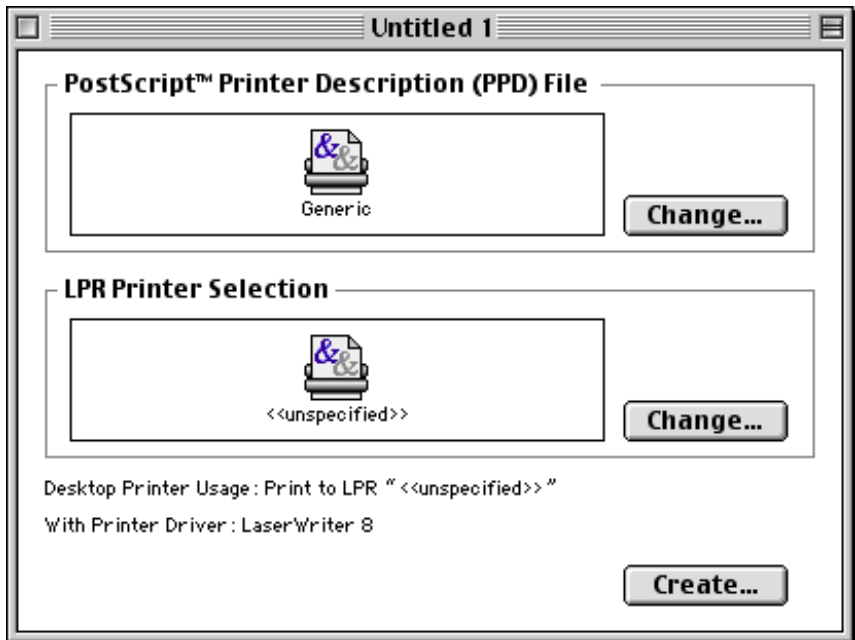 Untitled 1
PostScript™ Printer Description (PPD) File
&&
Generic
Change...
LPR Printer Selection
&&
<<unspecified>>
Change...
Desktop Printer Usage: Print to LPR “<<unspecified>>”
With Printer Driver: LaserWriter 8
Create...